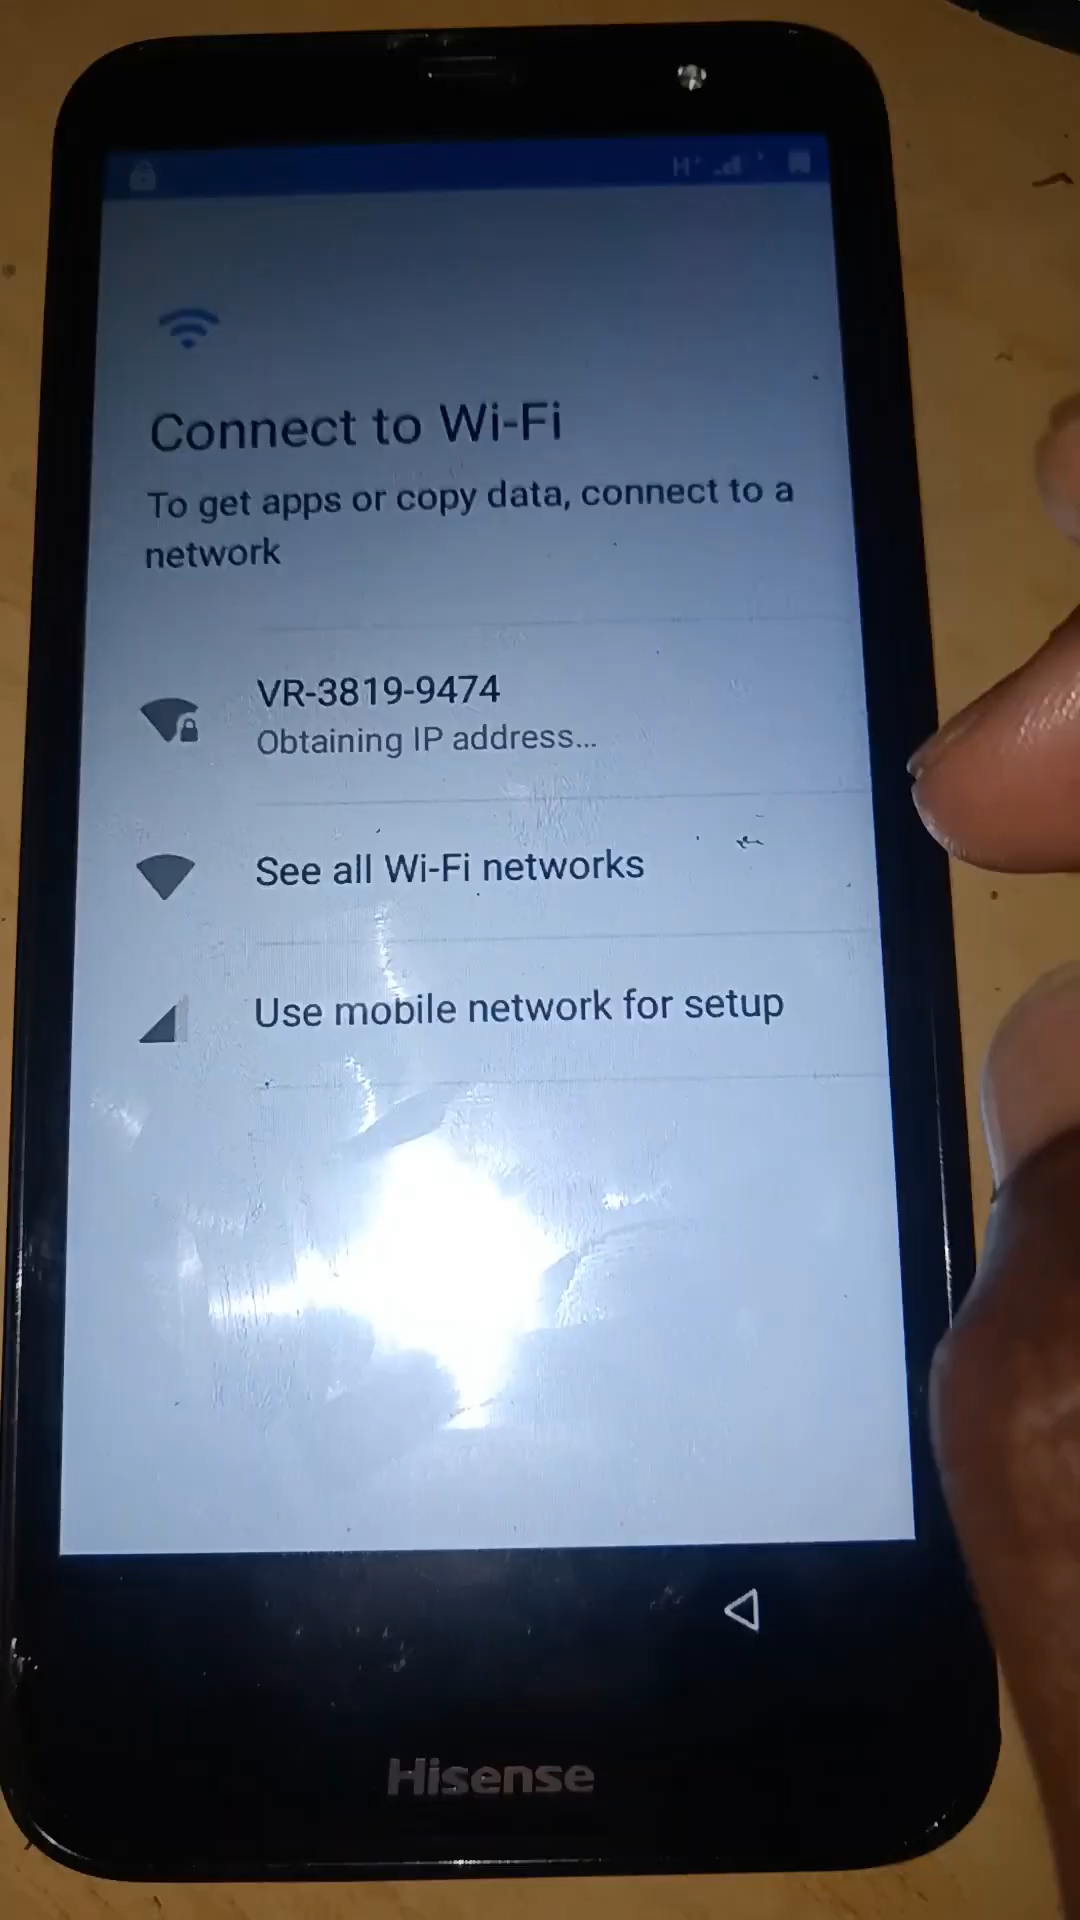 H+
Connect to Wi-Fi
To get apps or copy data, connect to a
network
VR-3819-9474
Obtaining IP address...
See all Wi-Fi networks
Use mobile network for setup
Hisense